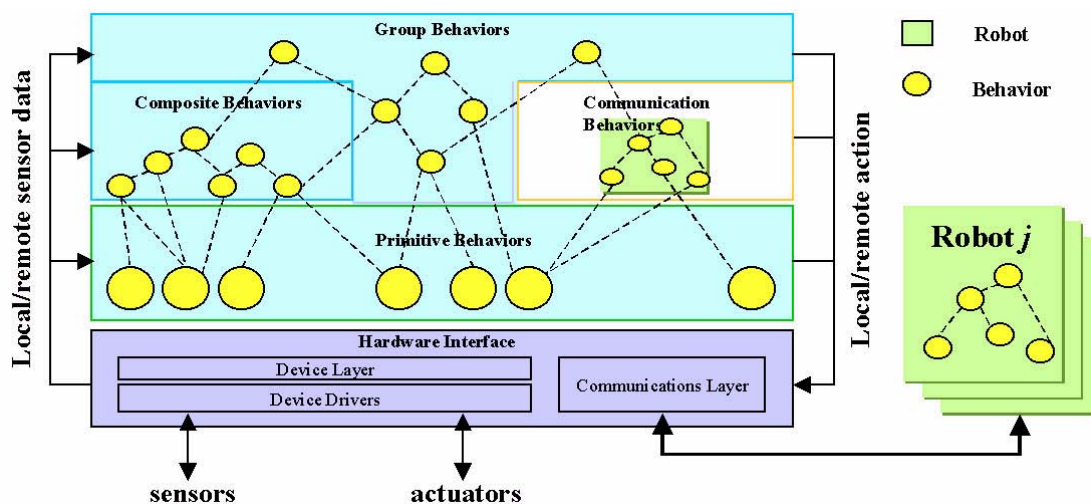 Group Behaviors
Robot
Behavior
Composite Behaviors
Communication
Behaviors
Local/remote sensor data
Local/remote action
Primitive Behaviors
Robot j
Hardware Interface
Device Layer
Communications Layer
Device Drivers
sensors
actuators